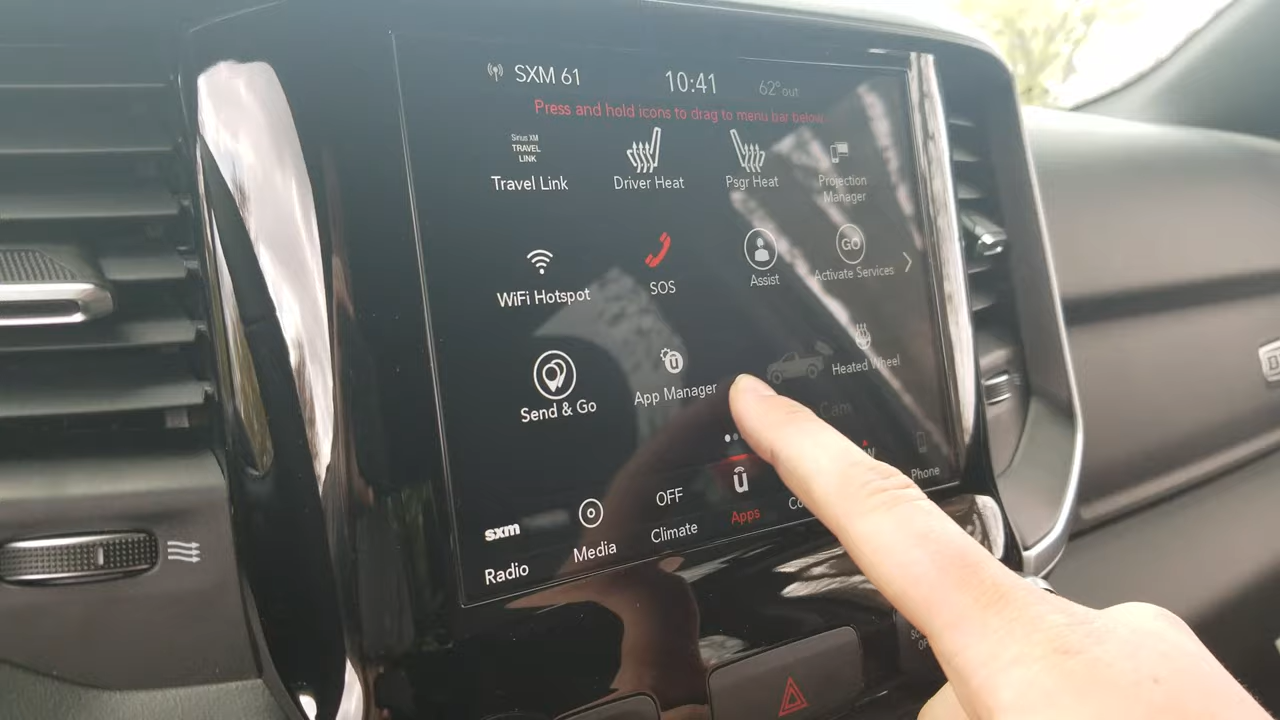 SXM 61
10:41
62° out
Press and hold icons to drag to menu bar below.
Sirius XM
TRAVEL
LINK
Travel Link
Driver Heat
Psgr Heat
Projection
Manager
WiFi Hotspot
SOS
Assist
GO
Activate Services
Send & Go
App Manager
Cam
Heated Wheel
sxm
Radio
Media
OFF
Climate
Apps
Phone